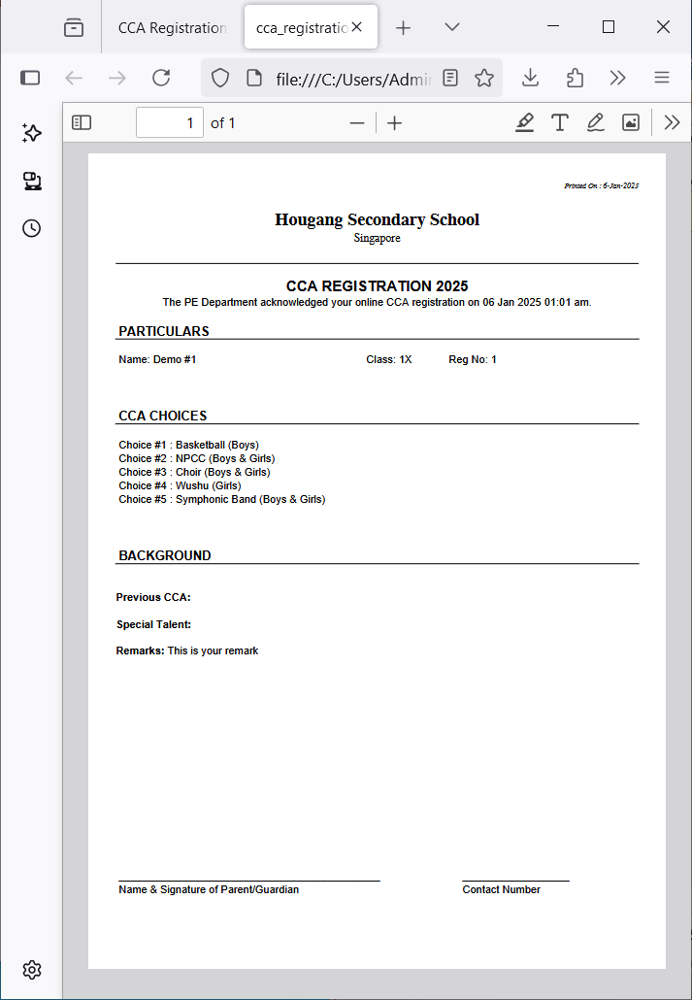 CCA Registration
cca_registratio
file:///C:/Users/Admi
1 of 1
Printed On : 6-Jan-2025
Hougang Secondary School
Singapore
CCA REGISTRATION 2025
The PE Department acknowledged your online CCA registration on 06 Jan 2025 01:01 am.
PARTICULARS
Name: Demo #1 Class: 1X Reg No: 1
CCA CHOICES
Choice #1 : Basketball (Boys)
Choice #2 : NPCC (Boys & Girls)
Choice #3 : Choir (Boys & Girls)
Choice #4 : Wushu (Girls)
Choice #5 : Symphonic Band (Boys & Girls)
BACKGROUND
Previous CCA:
Special Talent:
Remarks: This is your remark
Name & Signature of Parent/Guardian Contact Number